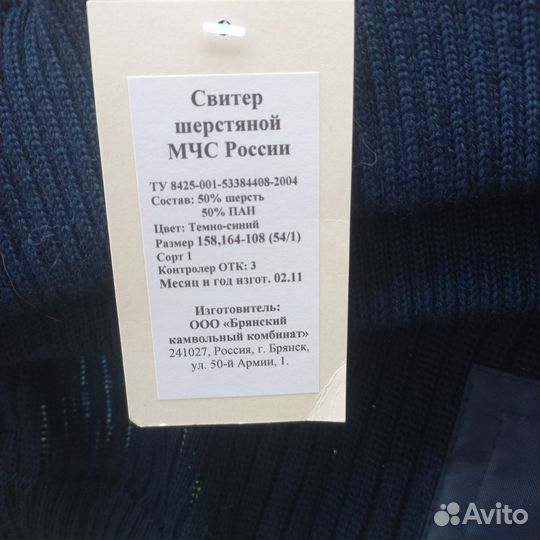 Свитер
шерстяной
МЧС России
ТУ 8425-001-53384408-2004
Состав: 50% шерсть
50% ПАН
Цвет: Темно-синий
Размер 158,164-108 (54/1)
Сорт 1
Контролер ОТК: 3
Месяц и год изгот. 02.11
Изготовитель:
ООО «Брянский
камвольный комбинат»
241027, Россия, г. Брянск,
ул. 50-й Армии, 1.
Avito